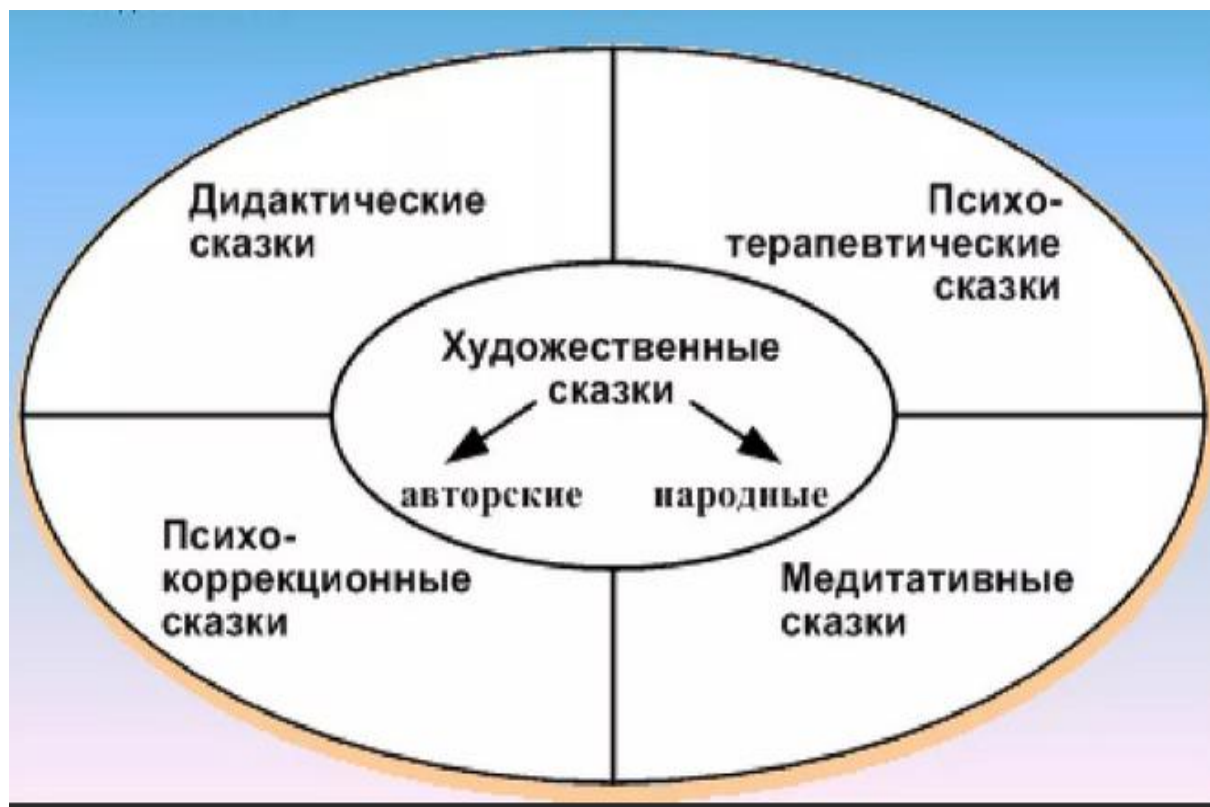 Дидактические
сказки
Психо-
терапевтические
сказки
Художественные
сказки
авторские народные
Психо-
коррекционные
сказки
Медитативные
сказки